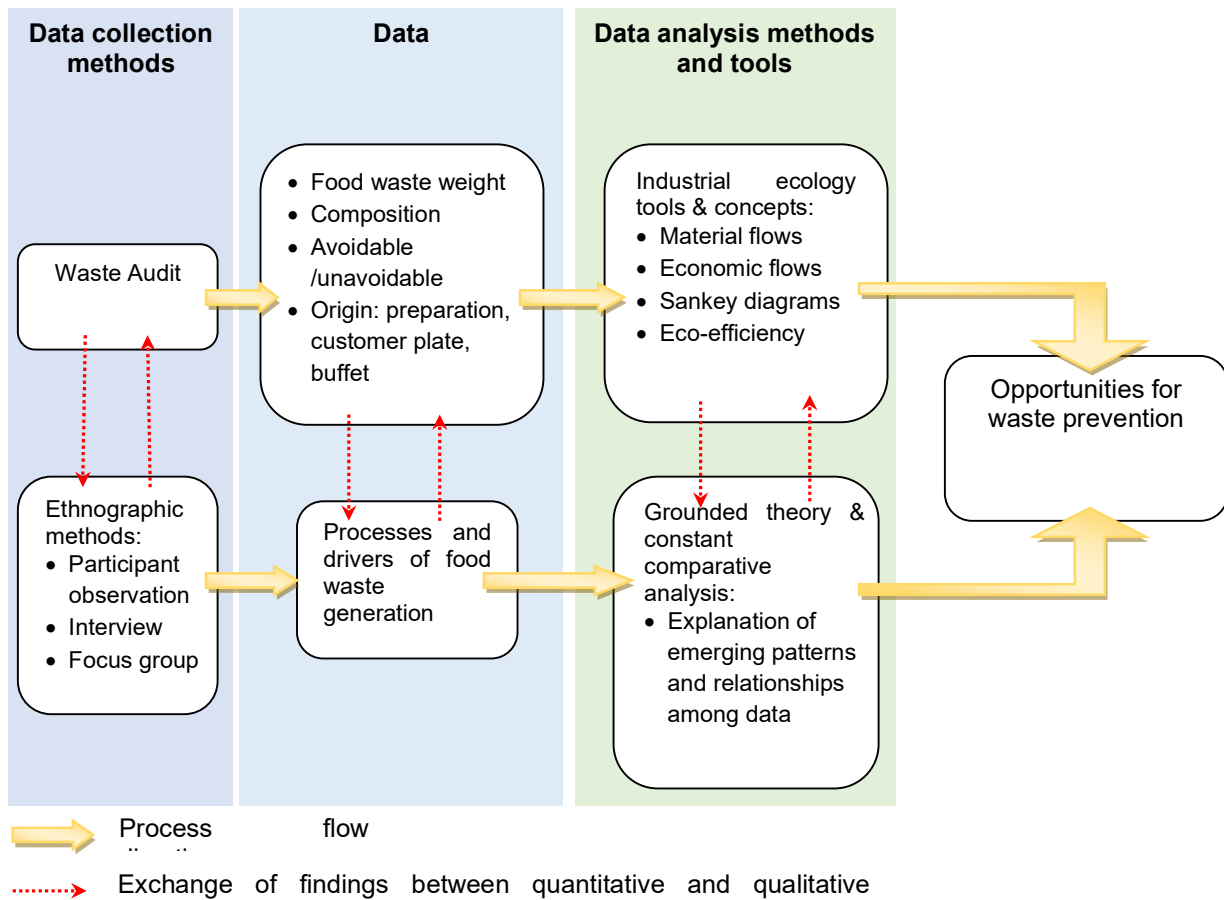 Data collection
methods
Data
Data analysis methods
and tools
Waste Audit
• Food waste weight
• Composition
• Avoidable
/unavoidable
• Origin: preparation,
customer plate,
buffet
Industrial ecology
tools & concepts:
• Material flows
• Economic flows
• Sankey diagrams
• Eco-efficiency
Opportunities for
waste prevention
Ethnographic
methods:
• Participant
observation
• Interview
• Focus group
Processes and
drivers of food
waste
generation
Grounded theory &
constant
comparative
analysis:
• Explanation of
emerging patterns
and relationships
among data
Process flow
Exchange of findings between quantitative and qualitative